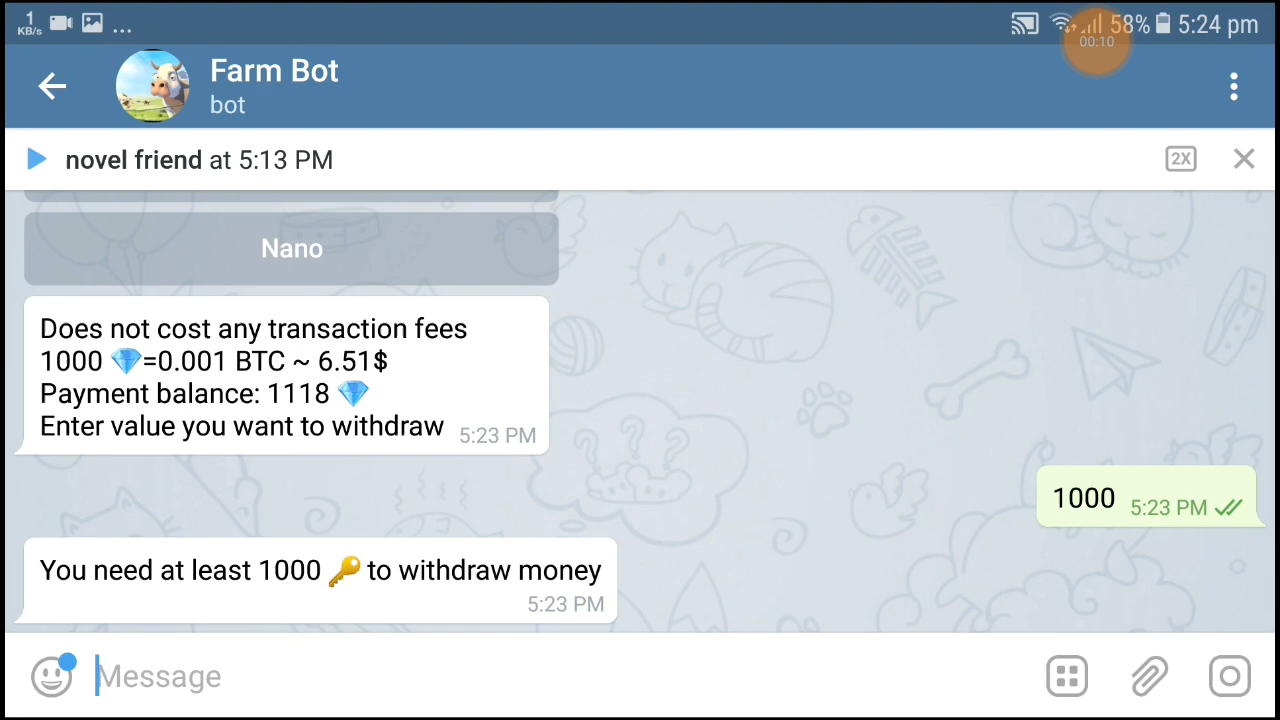 1
KB/s
...
58%
5:24 pm
00:10
Farm Bot
bot
novel friend at 5:13 PM
2X
Nano
Does not cost any transaction fees
1000 💎=0.001 BTC ~ 6.51$
Payment balance: 1118 💎
Enter value you want to withdraw
5:23 PM
1000 5:23 PM
You need at least 1000 🔑 to withdraw money
5:23 PM
Message